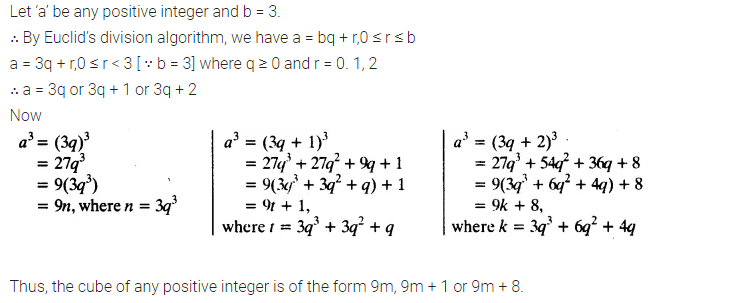 Let 'a' be any positive integer and b = 3.
∴ By Euclid's division algorithm, we have a = bq + r,0 ≤ r ≤ b
a = 3q + r,0 ≤ r < 3 [ ∵ b = 3] where q ≥ 0 and r = 0. 1, 2
∴ a = 3q or 3q + 1 or 3q + 2
Now
a³ = (3q)³
= 27q³
= 9(3q³)
= 9n, where n = 3q³
a³ = (3q + 1)³
= 27q³ + 27q² + 9q + 1
= 9(3q³ + 3q² + q) + 1
= 9t + 1,
where t = 3q³ + 3q² + q
a³ = (3q + 2)³
= 27q³ + 54q² + 36q + 8
= 9(3q³ + 6q² + 4q) + 8
= 9k + 8,
where k = 3q³ + 6q² + 4q
Thus, the cube of any positive integer is of the form 9m, 9m + 1 or 9m + 8.